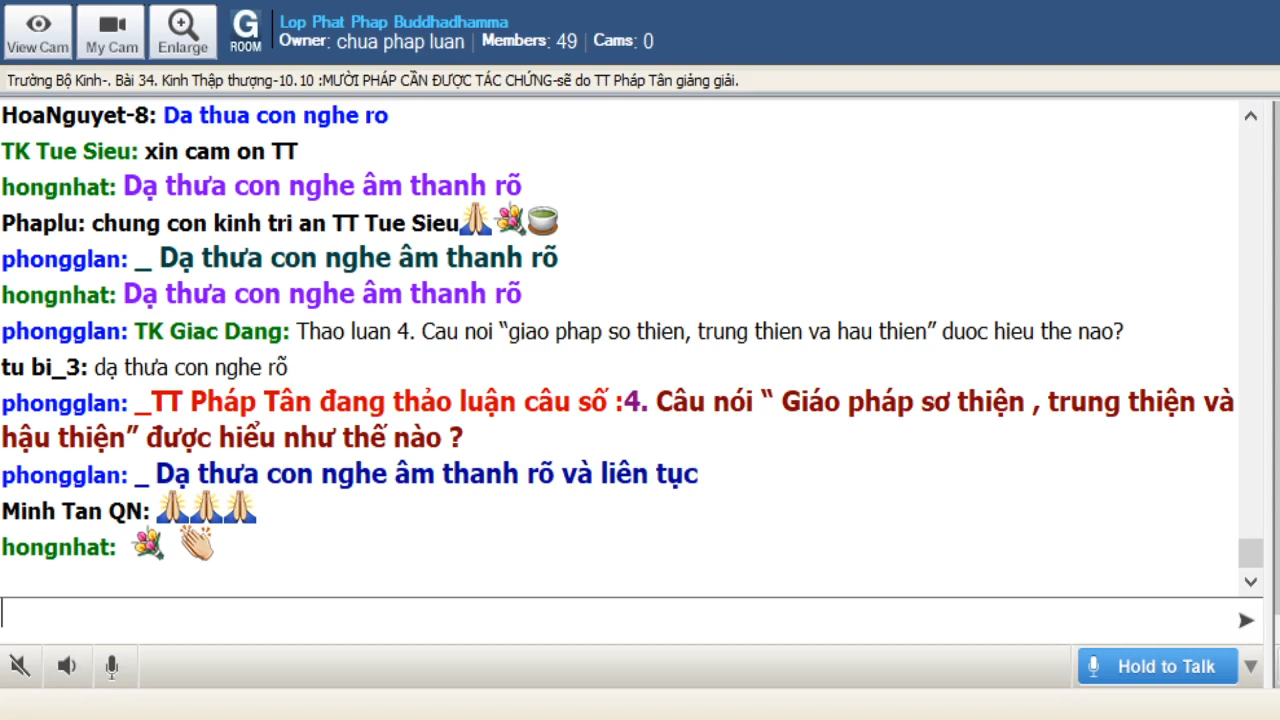 View Cam
My Cam
Enlarge
G
ROOM
Lop Phat Phap Buddhadhamma
Owner: chua phap luan | Members: 49 | Cams: 0
Trường Bộ Kinh-. Bài 34. Kinh Thập thượng-10.10 :MƯỜI PHÁP CẦN ĐƯỢC TÁC CHỨNG-sẽ do TT Pháp Tân giảng giải.
HoaNguyet-8: Da thua con nghe ro
TK Tue Sieu: xin cam on TT
hongnhat: Dạ thưa con nghe âm thanh rõ
Phaplu: chung con kinh tri an TT Tue Sieu
phongglan: _ Dạ thưa con nghe âm thanh rõ
hongnhat: Dạ thưa con nghe âm thanh rõ
phongglan: TK Giac Dang: Thao luan 4. Cau noi “giao phap so thien, trung thien va hau thien” duoc hieu the nao?
tu bi_3: dạ thưa con nghe rõ
phongglan: _TT Pháp Tân đang thảo luận câu số :4. Câu nói “ Giáo pháp sơ thiện , trung thiện và
hậu thiện” được hiểu như thế nào ?
phongglan: _ Dạ thưa con nghe âm thanh rõ và liên tục
Minh Tan QN:
hongnhat:
Hold to Talk